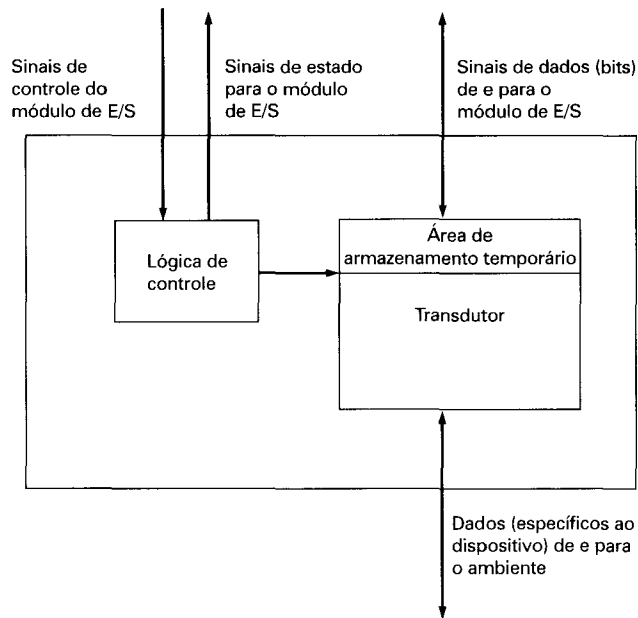 Sinais de
controle do
módulo de E/S
Sinais de estado
para o módulo
de E/S
Sinais de dados (bits)
de e para o
módulo de E/S
Lógica de
controle
Área de
armazenamento temporário
Transdutor
Dados (específicos ao
dispositivo) de e para
o ambiente